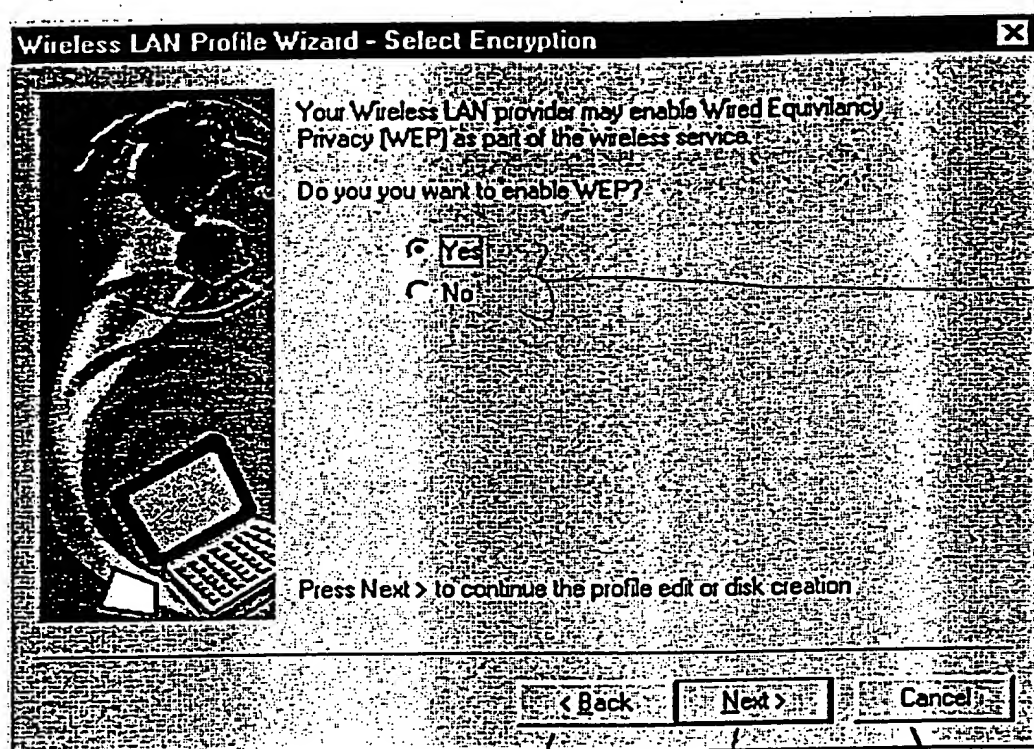 Wireless LAN Profile Wizard - Select Encryption
Your Wireless LAN provider may enable Wired Equivilancy
Privacy [WEP] as part of the wireless service.
Do you you want to enable WEP?
Yes
No
Press Next > to continue the profile edit or disk creation
< Back
Next >
Cancel